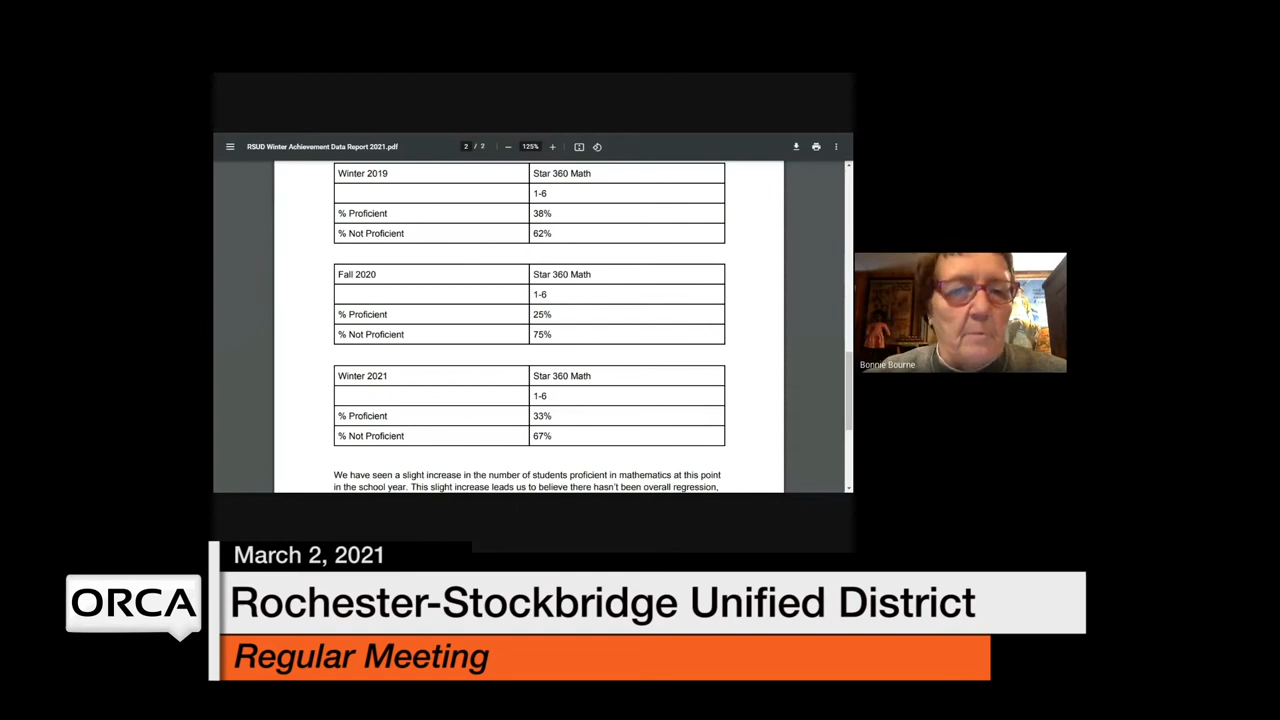 RSUD Winter Achievement Data Report 2021.pdf
2 / 2
125%
Winter 2019 Star 360 Math
1-6
% Proficient 38%
% Not Proficient 62%
Fall 2020 Star 360 Math
1-6
% Proficient 25%
% Not Proficient 75%
Winter 2021 Star 360 Math
1-6
% Proficient 33%
% Not Proficient 67%
We have seen a slight increase in the number of students proficient in mathematics at this point
in the school year. This slight increase leads us to believe there hasn't been overall regression,
Bonnie Bourne
March 2, 2021
ORCA
Rochester-Stockbridge Unified District
Regular Meeting